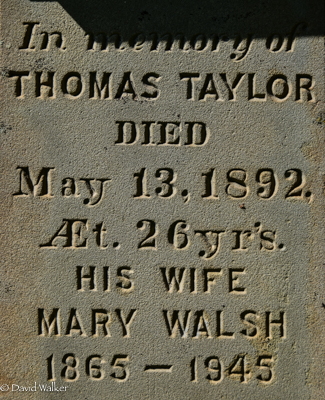 In memory of
THOMAS TAYLOR
DIED
May 13, 1892,
Æt. 26 yr's.
HIS WIFE
MARY WALSH
1865 — 1945
© David Walker